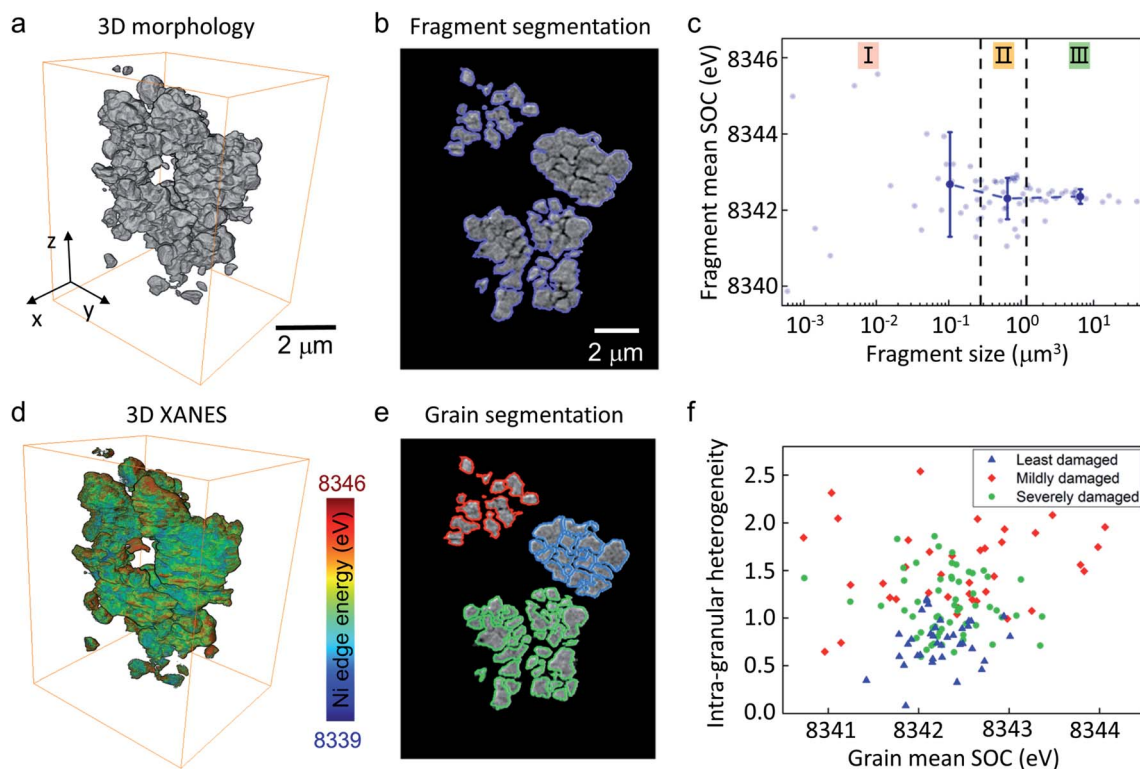 a
3D morphology
z
x
y
2 μm
b
Fragment segmentation
2 μm
c
Fragment mean SOC (eV)
8346
8344
8342
8340
I
II
III
10⁻³
10⁻²
10⁻¹
10⁰
10¹
Fragment size (μm³)
d
3D XANES
8346
Ni edge energy (eV)
8339
e
Grain segmentation
f
Intra-granular heterogeneity
2.5
2.0
1.5
1.0
0.5
0.0
Least damaged
Mildly damaged
Severely damaged
8341
8342
8343
8344
Grain mean SOC (eV)